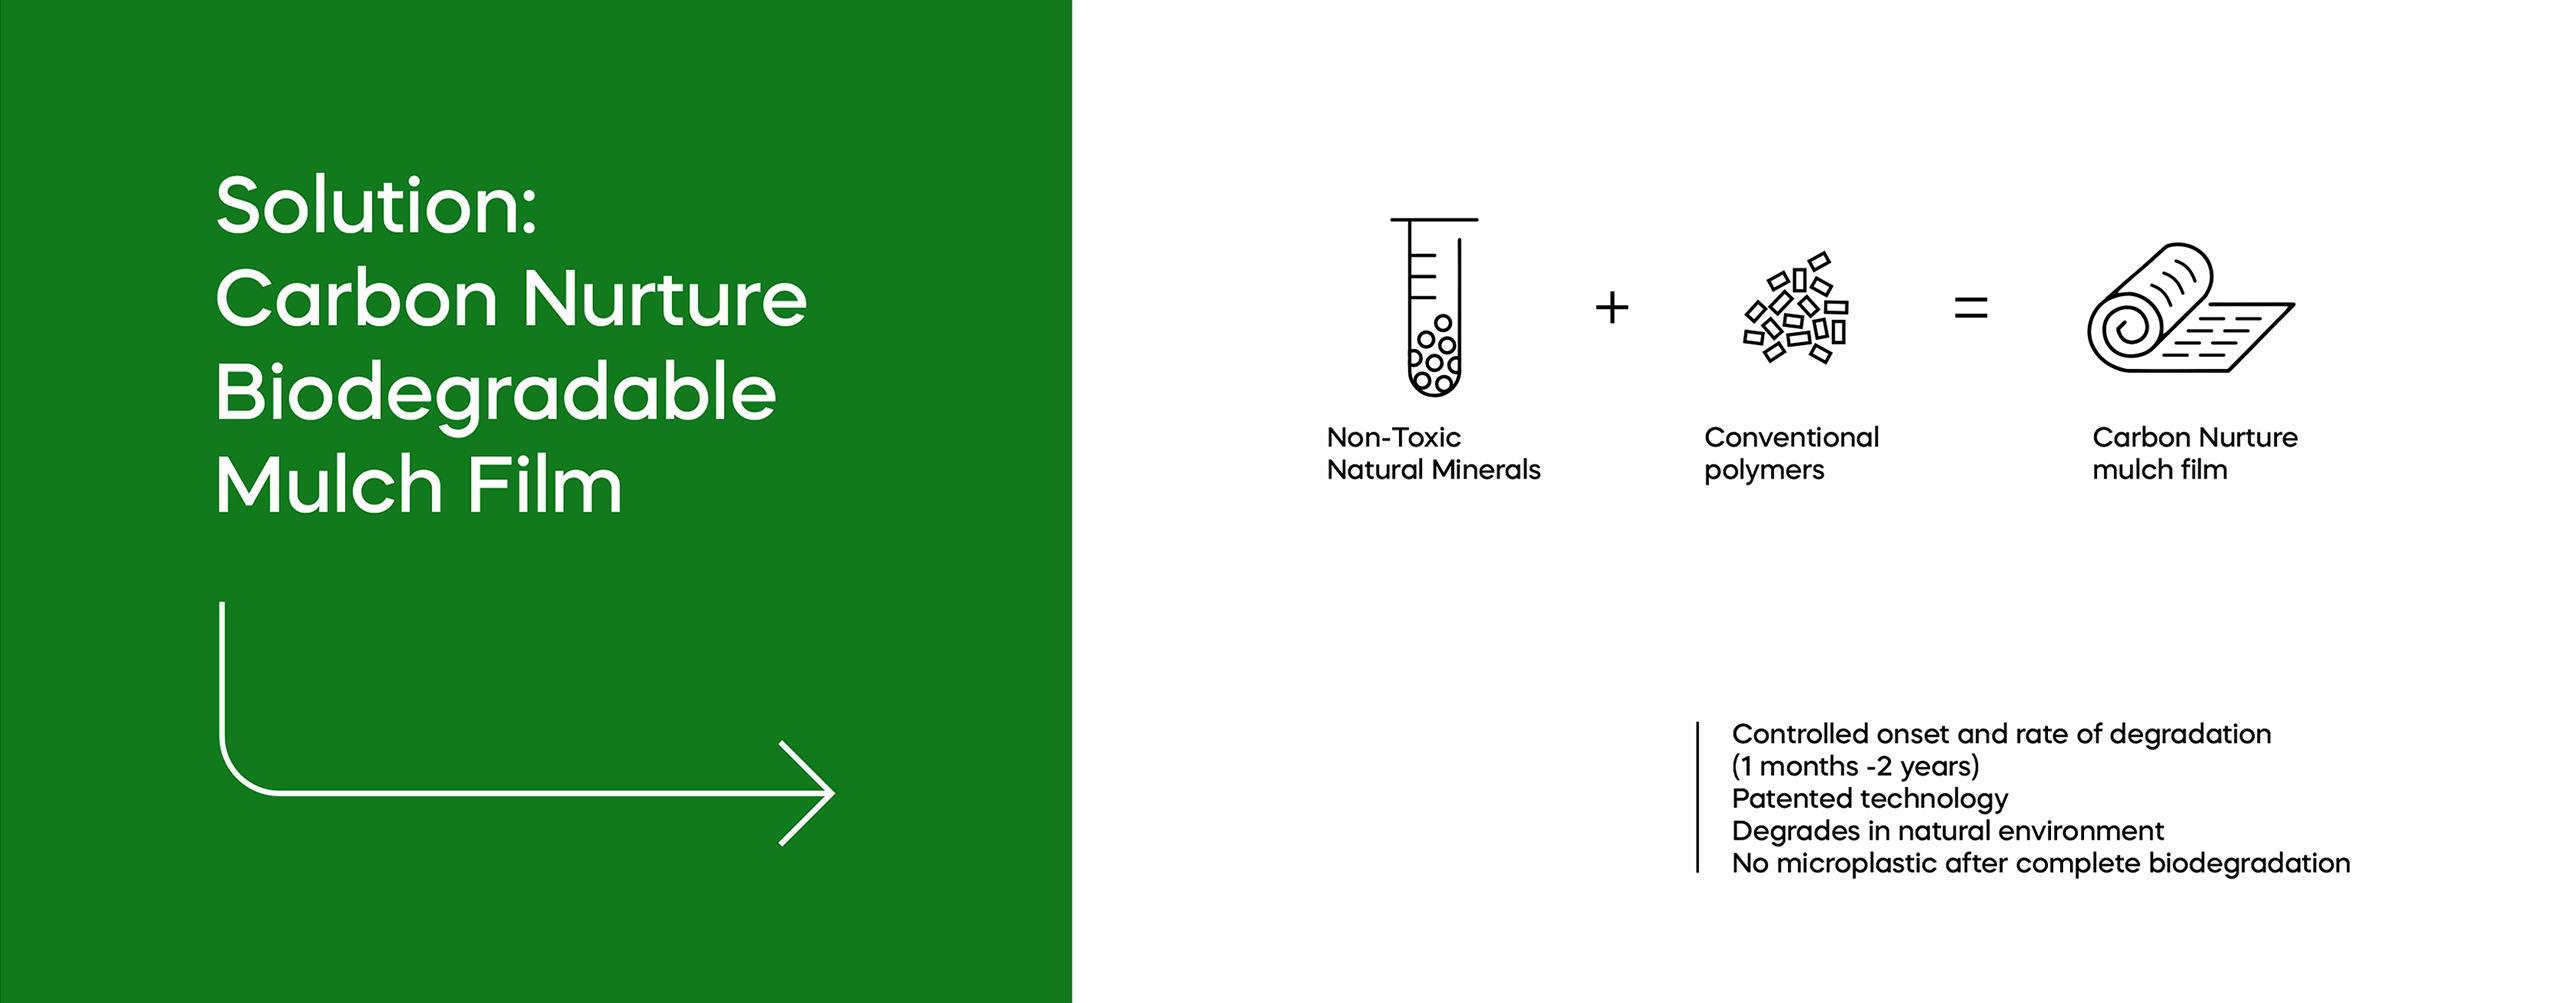 Solution:
Carbon Nurture
Biodegradable
Mulch Film
+
=
Non-Toxic
Natural Minerals
Conventional
polymers
Carbon Nurture
mulch film
Controlled onset and rate of degradation
(1 months -2 years)
Patented technology
Degrades in natural environment
No microplastic after complete biodegradation